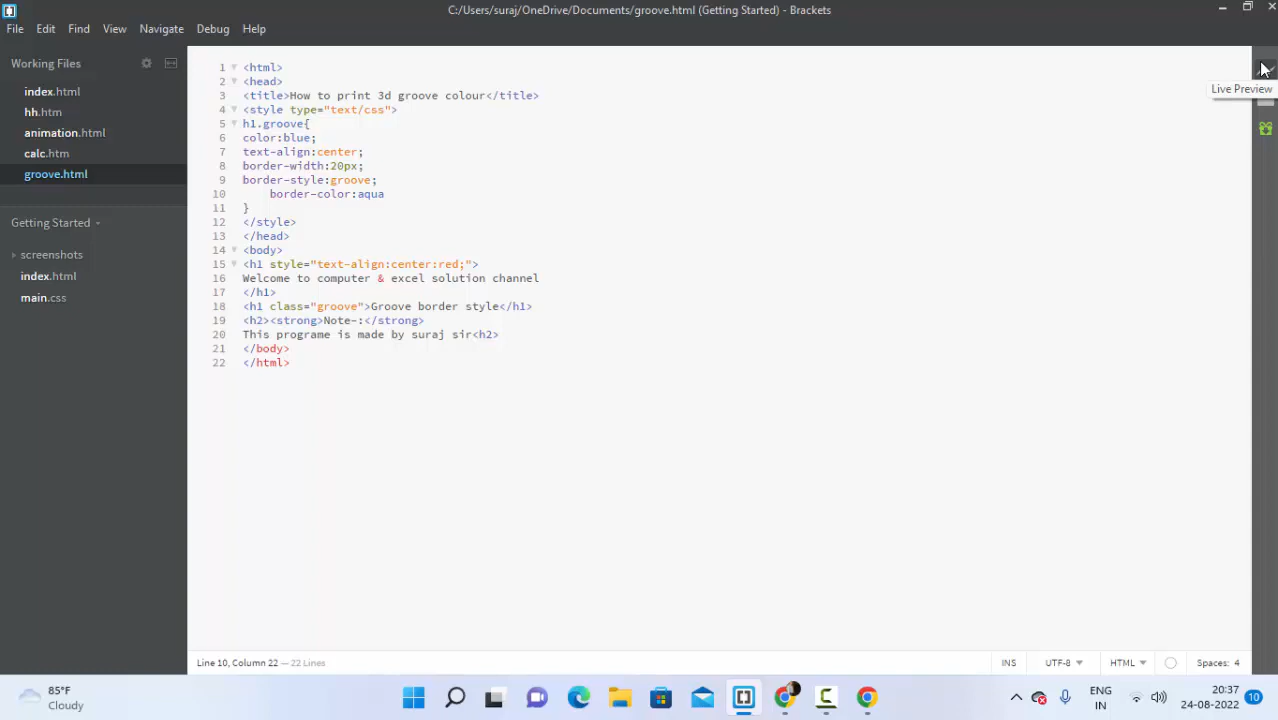 C:/Users/suraj/OneDrive/Documents/groove.html (Getting Started) - Brackets
File Edit Find View Navigate Debug Help
Working Files
index.html
hh.htm
animation.html
calc.htm
groove.html
Getting Started
screenshots
index.html
main.css
Live Preview
1 <html>
2 <head>
3 <title>How to print 3d groove colour</title>
4 <style type="text/css">
5 h1.groove{
6 color:blue;
7 text-align:center;
8 border-width:20px;
9 border-style:groove;
10     border-color:aqua
11 }
12 </style>
13 </head>
14 <body>
15 <h1 style="text-align:center:red;">
16 Welcome to computer & excel solution channel
17 </h1>
18 <h1 class="groove">Groove border style</h1>
19 <h2><strong>Note-:</strong>
20 This programe is made by suraj sir<h2>
21 </body>
22 </html>
Line 10, Column 22 — 22 Lines
INS UTF-8 HTML Spaces: 4
85°F
Cloudy
ENG
IN
20:37
24-08-2022
10